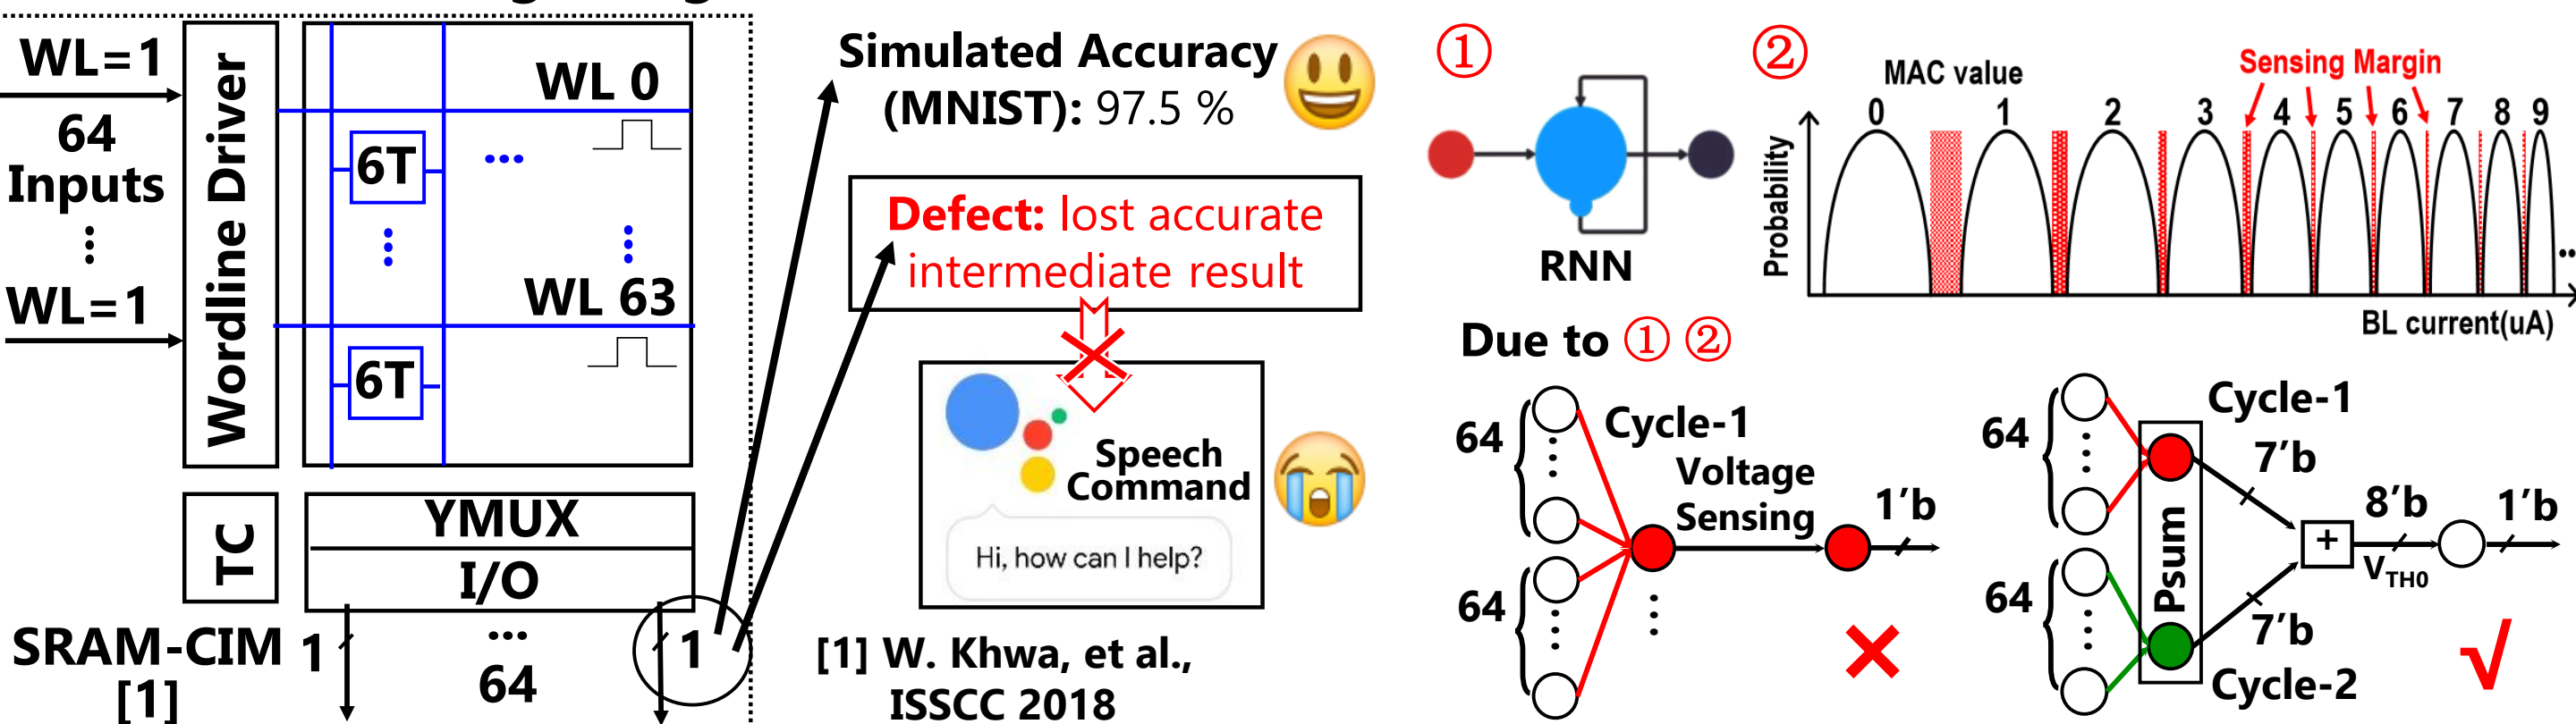 WL=1
64
Inputs
WL=1
Wordline Driver
WL 0
6T
...
WL 63
6T
TC
YMUX
I/O
SRAM-CIM
[1]
1
...
64
1
Simulated Accuracy
(MNIST): 97.5 %
Defect: lost accurate
intermediate result
Speech
Command
Hi, how can I help?
[1] W. Khwa, et al.,
ISSCC 2018
①
RNN
②
MAC value
Sensing Margin
0 1 2 3 4 5 6 7 8 9
Probability
BL current(uA)
Due to ① ②
64
64
Cycle-1
Voltage
Sensing
1’b
64
64
Psum
Cycle-1
7’b
+
8’b
VTH0
1’b
7’b
Cycle-2